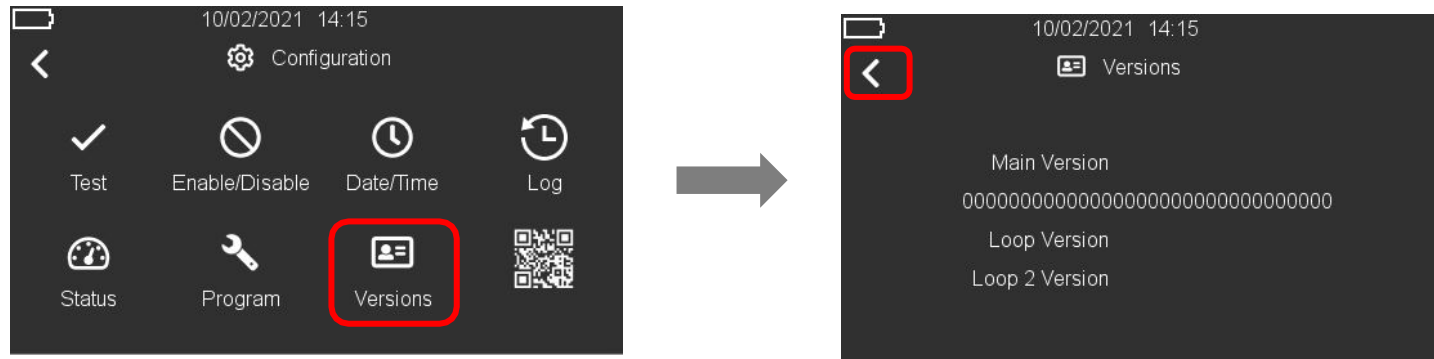 10/02/2021 14:15
Configuration
Test Enable/Disable Date/Time Log
Status Program Versions
10/02/2021 14:15
Versions
Main Version
00000000000000000000000000000000
Loop Version
Loop 2 Version